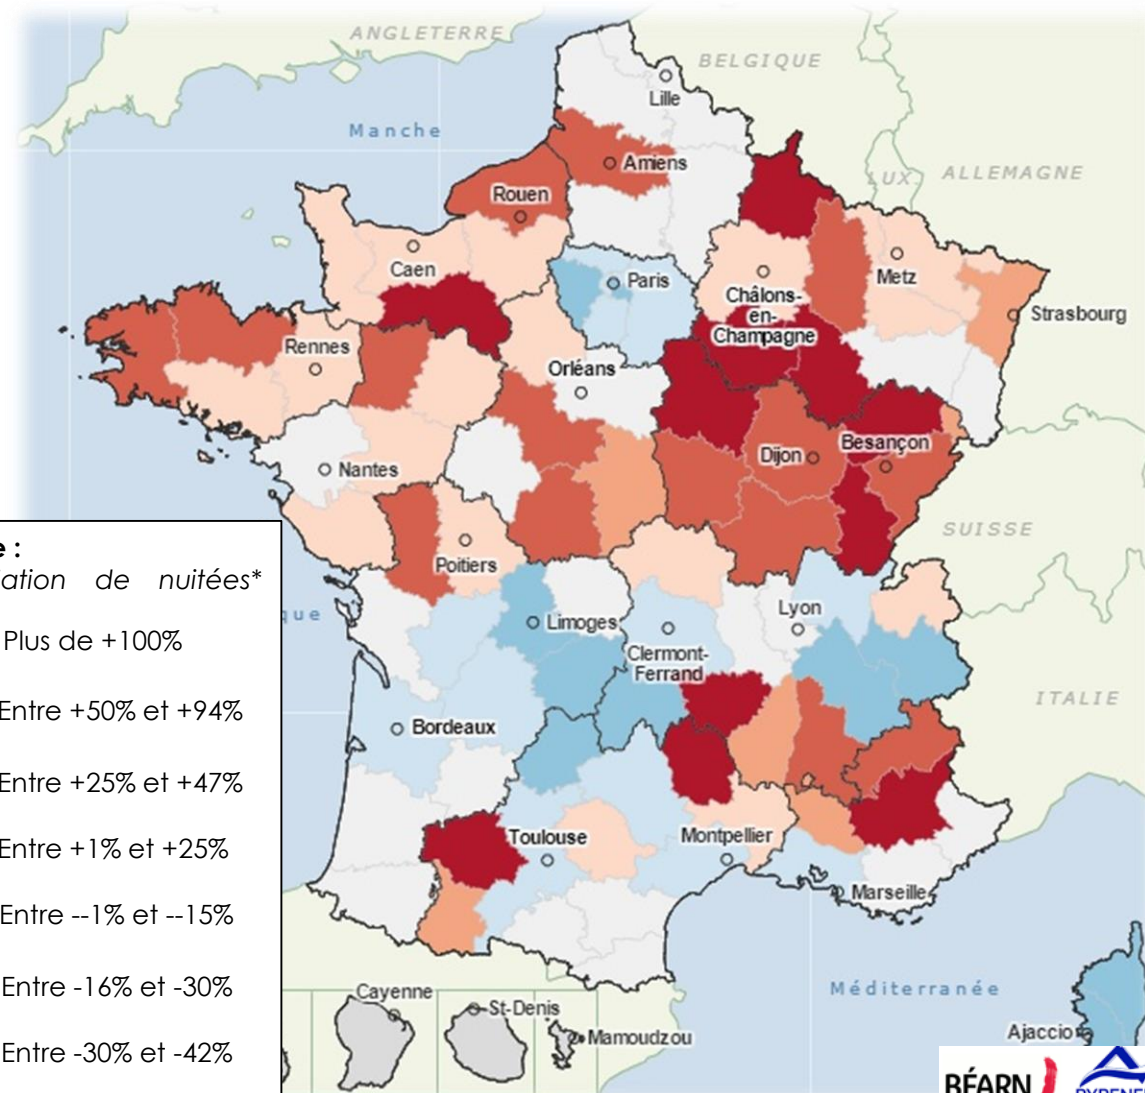 ANGLETERRE
BELGIQUE
Lille
Manche
Amiens
LUX.
ALLEMAGNE
Rouen
Caen
Metz
Paris
Châlons-
en-
Champagne
Strasbourg
Rennes
Orléans
Dijon
Besançon
Nantes
SUISSE
e :
iation de nuitées*
Poitiers
que
Plus de +100%
Limoges
Lyon
Clermont-
Ferrand
ITALIE
Entre +50% et +94%
Bordeaux
Entre +25% et +47%
Entre +1% et +25%
Toulouse
Montpellier
Marseille
Entre --1% et --15%
Entre -16% et -30%
Méditerranée
Cayenne
St-Denis
Mamoudzou
Ajaccio
Entre -30% et -42%
BÉARN
PYRENE